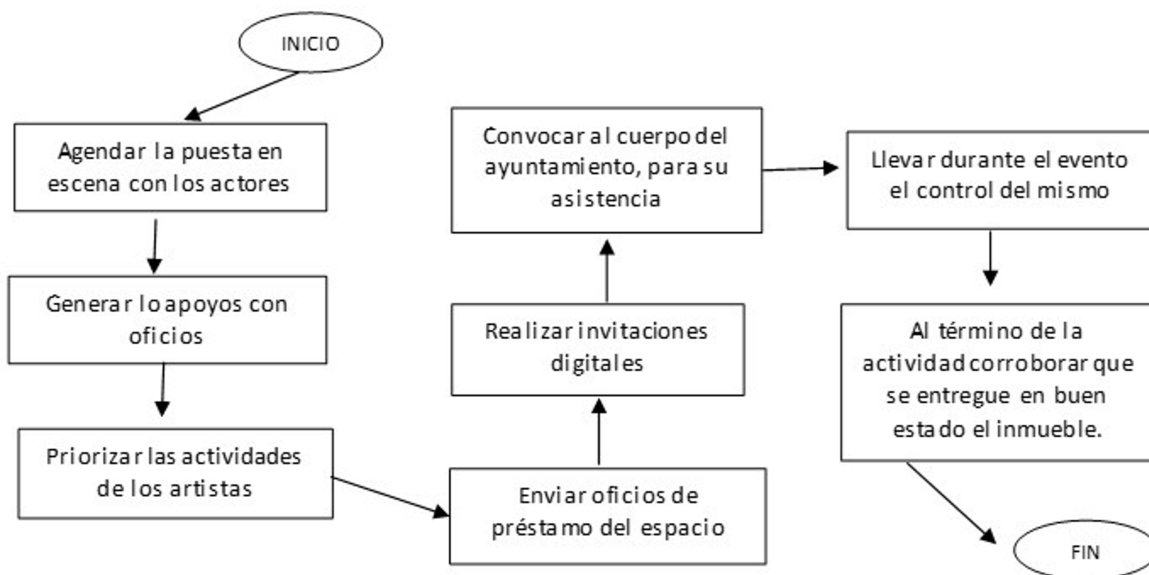 INICIO
Agendar la puesta en
escena con los actores
Generar lo apoyos con
oficios
Priorizar las actividades
de los artistas
Enviar oficios de
préstamo del espacio
Realizar invitaciones
digitales
Convocar al cuerpo del
ayuntamiento, para su
asistencia
Llevar durante el evento
el control del mismo
Al término de la
actividad corroborar que
se entregue en buen
estado el inmueble.
FIN